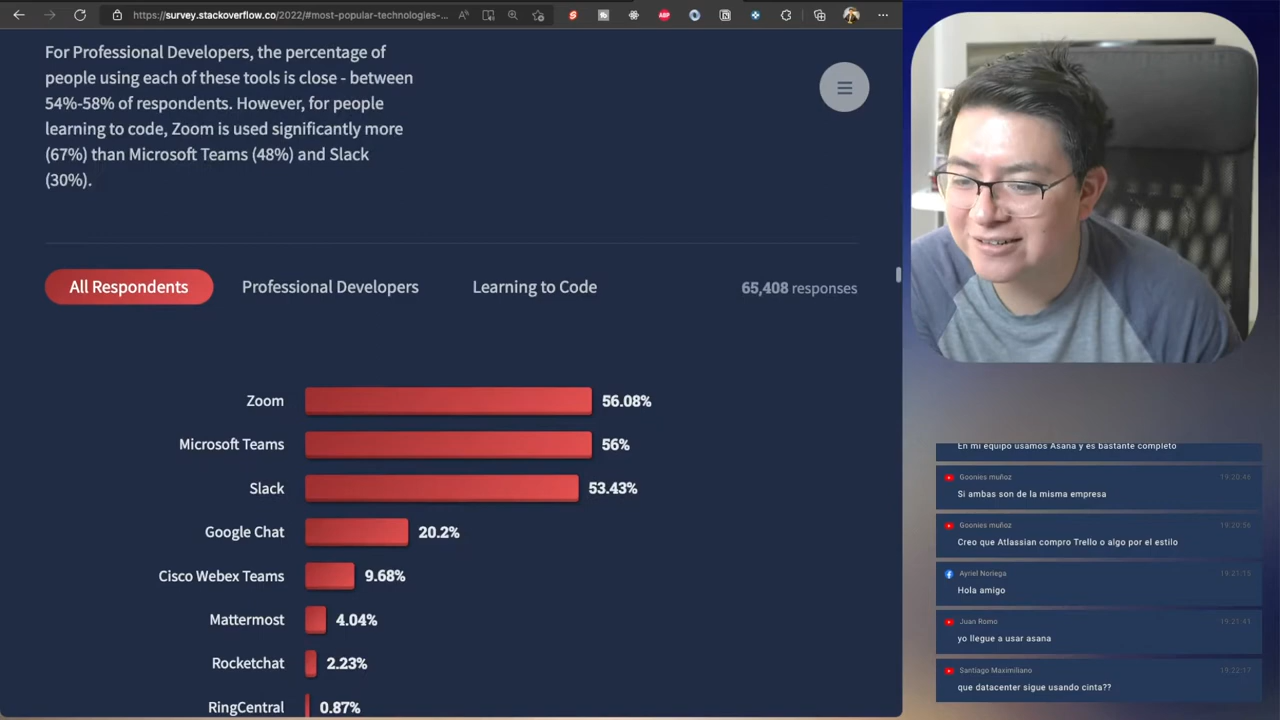 https://survey.stackoverflow.co/2022/#most-popular-technologies-...
For Professional Developers, the percentage of
people using each of these tools is close - between
54%-58% of respondents. However, for people
learning to code, Zoom is used significantly more
(67%) than Microsoft Teams (48%) and Slack
(30%).
All Respondents Professional Developers Learning to Code 65,408 responses
Zoom 56.08%
Microsoft Teams 56%
Slack 53.43%
Google Chat 20.2%
Cisco Webex Teams 9.68%
Mattermost 4.04%
Rocketchat 2.23%
RingCentral 0.87%
En mi equipo usamos Asana y es bastante completo
Goonies muñoz
Si ambas son de la misma empresa
Goonies muñoz
Creo que Atlassian compro Trello o algo por el estilo
Ayriel Noriega
Hola amigo
Juan Romo 19:21:41
yo llegue a usar asana
Santiago Maximiliano 19:22:17
que datacenter sigue usando cinta??